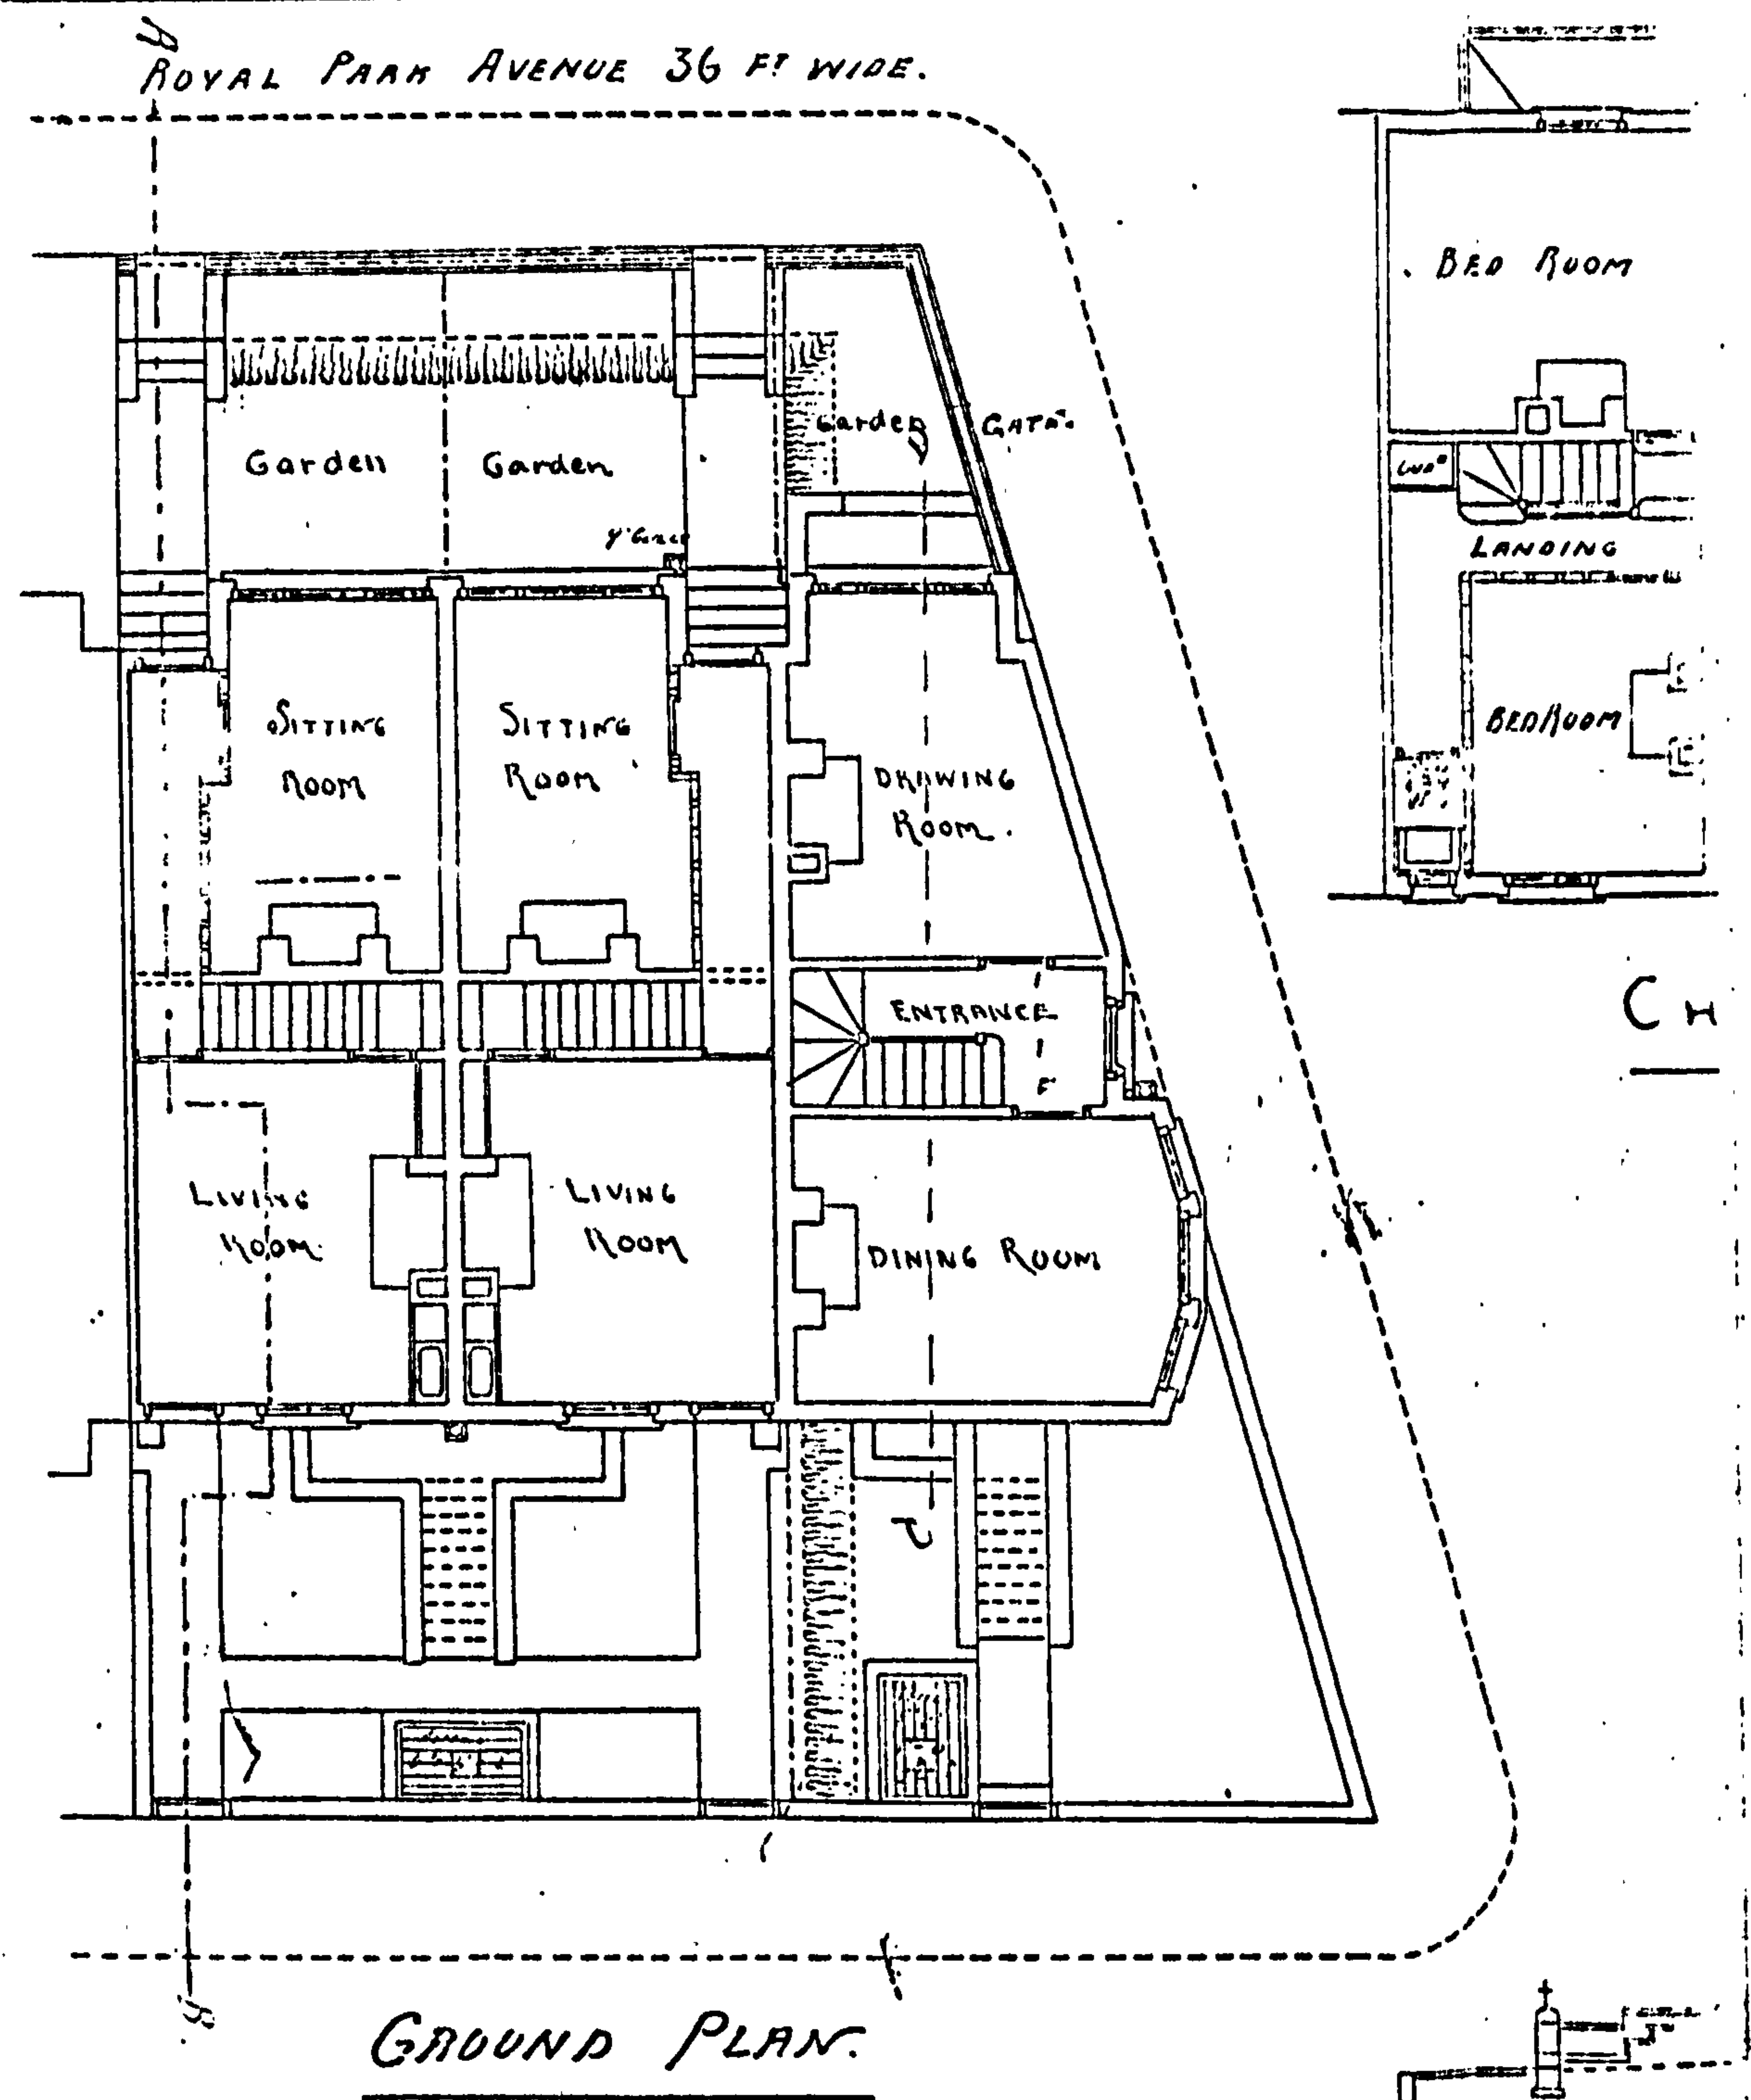 ROYAL PARK AVENUE 36 FT WIDE.
BED ROOM
Garden
Garden
Garden
GATE.
LANDING
BEDROOM
SITTING
ROOM
SITTING
ROOM
DRAWING
ROOM.
ENTRANCE
LIVING
ROOM.
LIVING
ROOM
DINING ROOM
GROUND PLAN.